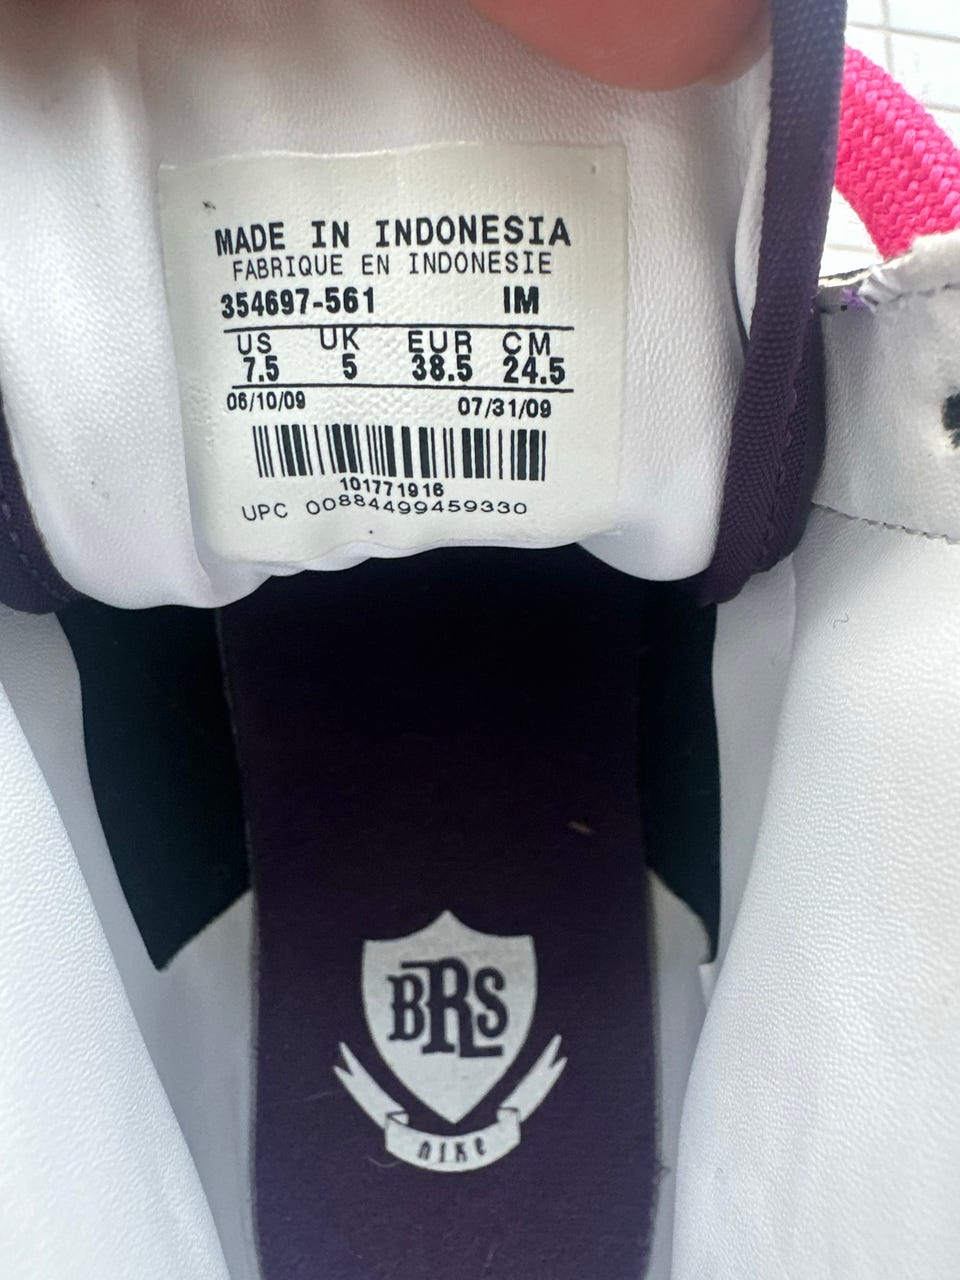 MADE IN INDONESIA
FABRIQUE EN INDONESIE
354697-561 IM
US UK EUR CM
7.5 5 38.5 24.5
06/10/09 07/31/09
101771916
UPC 00884499459330
BRS
NIKE